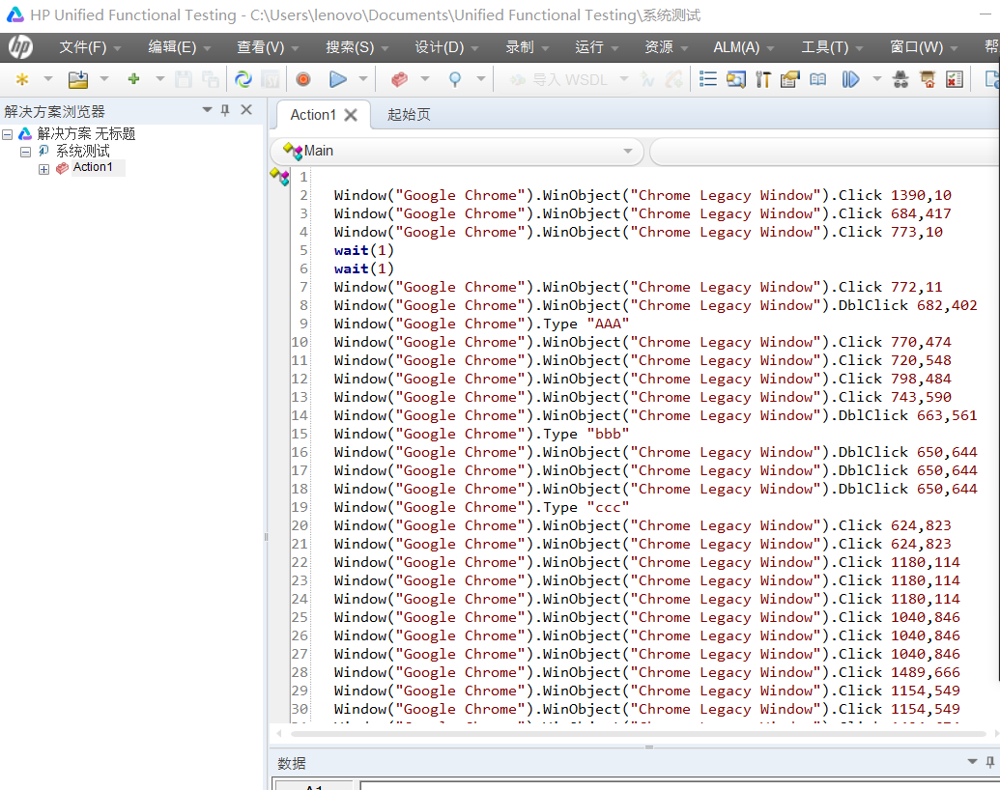 HP Unified Functional Testing - C:\Users\lenovo\Documents\Unified Functional Testing\系统测试
hp 文件(F) 编辑(E) 查看(V) 搜索(S) 设计(D) 录制 运行 资源 ALM(A) 工具(T) 窗口(W) 帮
导入 WSDL
解决方案浏览器
Action1 起始页
解决方案 无标题
系统测试
Action1
Main
1
2 Window("Google Chrome").WinObject("Chrome Legacy Window").Click 1390,10
3 Window("Google Chrome").WinObject("Chrome Legacy Window").Click 684,417
4 Window("Google Chrome").WinObject("Chrome Legacy Window").Click 773,10
5 wait(1)
6 wait(1)
7 Window("Google Chrome").WinObject("Chrome Legacy Window").Click 772,11
8 Window("Google Chrome").WinObject("Chrome Legacy Window").DblClick 682,402
9 Window("Google Chrome").Type "AAA"
10 Window("Google Chrome").WinObject("Chrome Legacy Window").Click 770,474
11 Window("Google Chrome").WinObject("Chrome Legacy Window").Click 720,548
12 Window("Google Chrome").WinObject("Chrome Legacy Window").Click 798,484
13 Window("Google Chrome").WinObject("Chrome Legacy Window").Click 743,590
14 Window("Google Chrome").WinObject("Chrome Legacy Window").DblClick 663,561
15 Window("Google Chrome").Type "bbb"
16 Window("Google Chrome").WinObject("Chrome Legacy Window").DblClick 650,644
17 Window("Google Chrome").WinObject("Chrome Legacy Window").DblClick 650,644
18 Window("Google Chrome").WinObject("Chrome Legacy Window").DblClick 650,644
19 Window("Google Chrome").Type "ccc"
20 Window("Google Chrome").WinObject("Chrome Legacy Window").Click 624,823
21 Window("Google Chrome").WinObject("Chrome Legacy Window").Click 624,823
22 Window("Google Chrome").WinObject("Chrome Legacy Window").Click 1180,114
23 Window("Google Chrome").WinObject("Chrome Legacy Window").Click 1180,114
24 Window("Google Chrome").WinObject("Chrome Legacy Window").Click 1180,114
25 Window("Google Chrome").WinObject("Chrome Legacy Window").Click 1040,846
26 Window("Google Chrome").WinObject("Chrome Legacy Window").Click 1040,846
27 Window("Google Chrome").WinObject("Chrome Legacy Window").Click 1040,846
28 Window("Google Chrome").WinObject("Chrome Legacy Window").Click 1489,666
29 Window("Google Chrome").WinObject("Chrome Legacy Window").Click 1154,549
30 Window("Google Chrome").WinObject("Chrome Legacy Window").Click 1154,549
数据